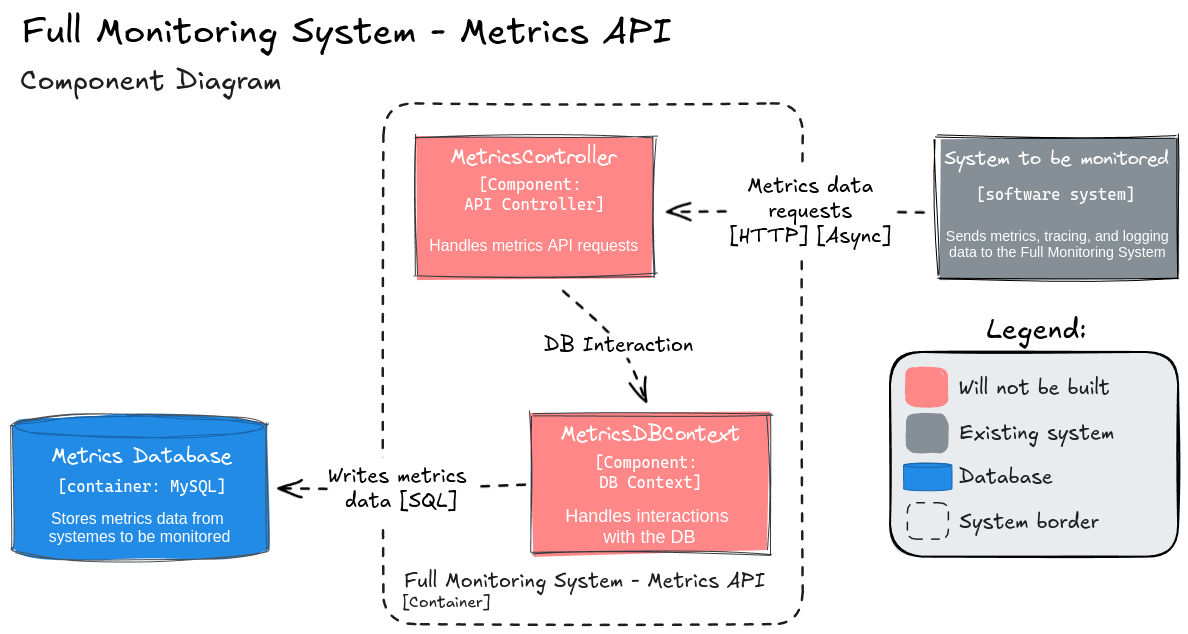 Full Monitoring System - Metrics API
Component Diagram
MetricsController
[Component:
API Controller]
Handles metrics API requests
Metrics data
requests
[HTTP] [Async]
System to be monitored
[software system]
Sends metrics, tracing, and logging
data to the Full Monitoring System
DB Interaction
Legend:
Will not be built
Existing system
Database
System border
Metrics Database
[container: MySQL]
Stores metrics data from
systemes to be monitored
Writes metrics
data [SQL]
MetricsDBContext
[Component:
DB Context]
Handles interactions
with the DB
Full Monitoring System - Metrics API
[Container]